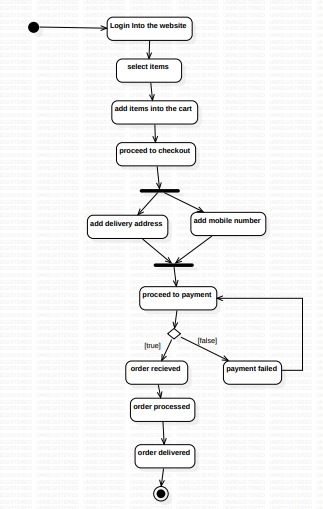 Login Into the website
select items
add items into the cart
proceed to checkout
add delivery address
add mobile number
proceed to payment
[true]
[false]
order recieved
payment failed
order processed
order delivered